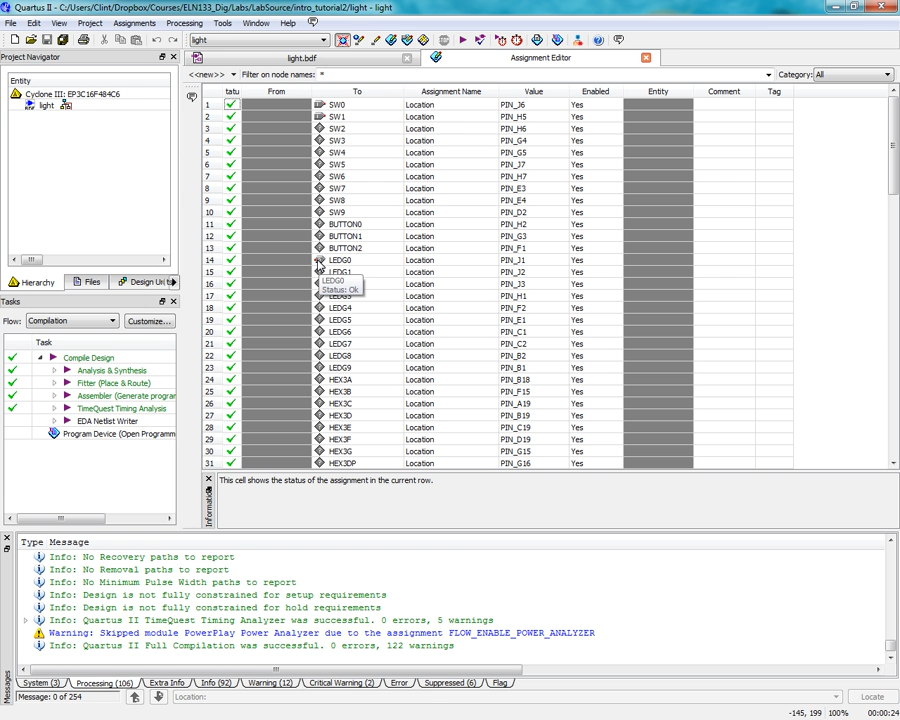 Quartus II - C:/Users/Clint/Dropbox/Courses/ELN133_Dig/Labs/LabSource/intro_tutorial2/light - light
File Edit View Project Assignments Processing Tools Window Help
light
Project Navigator
Entity
Cyclone III: EP3C16F484C6
light
Hierarchy Files Design Unit
Tasks
Flow: Compilation Customize...
Task
Compile Design
Analysis & Synthesis
Fitter (Place & Route)
Assembler (Generate program
TimeQuest Timing Analysis
EDA Netlist Writer
Program Device (Open Programm
light.bdf Assignment Editor
<<new>> Filter on node names: * Category: All
tatu From To Assignment Name Value Enabled Entity Comment Tag
1 SW0 Location PIN_J6 Yes
2 SW1 Location PIN_H5 Yes
3 SW2 Location PIN_H6 Yes
4 SW3 Location PIN_G4 Yes
5 SW4 Location PIN_G5 Yes
6 SW5 Location PIN_J7 Yes
7 SW6 Location PIN_H7 Yes
8 SW7 Location PIN_E3 Yes
9 SW8 Location PIN_E4 Yes
10 SW9 Location PIN_D2 Yes
11 BUTTON0 Location PIN_H2 Yes
12 BUTTON1 Location PIN_G3 Yes
13 BUTTON2 Location PIN_F1 Yes
14 LEDG0 Location PIN_J1 Yes
15 LEDG1 Location PIN_J2 Yes
16 Location PIN_J3 Yes
17 LEDG3 Location PIN_H1 Yes
18 LEDG4 Location PIN_F2 Yes
19 LEDG5 Location PIN_E1 Yes
20 LEDG6 Location PIN_C1 Yes
21 LEDG7 Location PIN_C2 Yes
22 LEDG8 Location PIN_B2 Yes
23 LEDG9 Location PIN_B1 Yes
24 HEX3A Location PIN_B18 Yes
25 HEX3B Location PIN_F15 Yes
26 HEX3C Location PIN_A19 Yes
27 HEX3D Location PIN_B19 Yes
28 HEX3E Location PIN_C19 Yes
29 HEX3F Location PIN_D19 Yes
30 HEX3G Location PIN_G15 Yes
31 HEX3DP Location PIN_G16 Yes
LEDG0
Status: Ok
Information
This cell shows the status of the assignment in the current row.
Type Message
Info: No Recovery paths to report
Info: No Removal paths to report
Info: No Minimum Pulse Width paths to report
Info: Design is not fully constrained for setup requirements
Info: Design is not fully constrained for hold requirements
Info: Quartus II TimeQuest Timing Analyzer was successful. 0 errors, 5 warnings
Warning: Skipped module PowerPlay Power Analyzer due to the assignment FLOW_ENABLE_POWER_ANALYZER
Info: Quartus II Full Compilation was successful. 0 errors, 122 warnings
System (3) Processing (106) Extra Info Info (92) Warning (12) Critical Warning (2) Error Suppressed (6) Flag
Messages
Message: 0 of 254 Location: Locate
-145, 199 100% 00:00:24